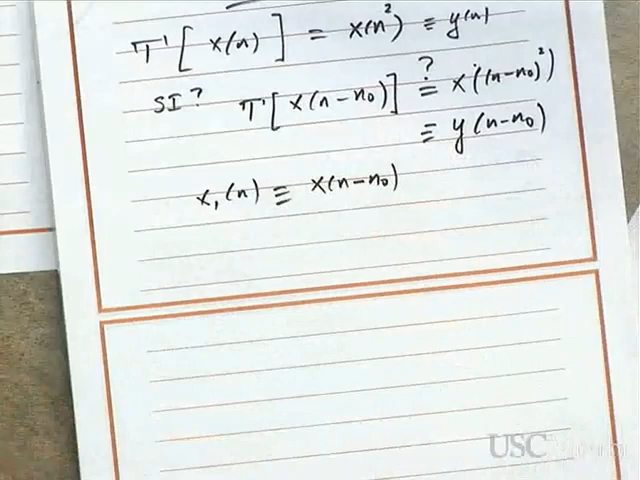 T[x(n)] = x(n²) ≡ y(n)
SI? T[x(n-n₀)] ≟ x((n-n₀)²)
≡ y(n-n₀)
x₁(n) ≡ x(n-n₀)
USC